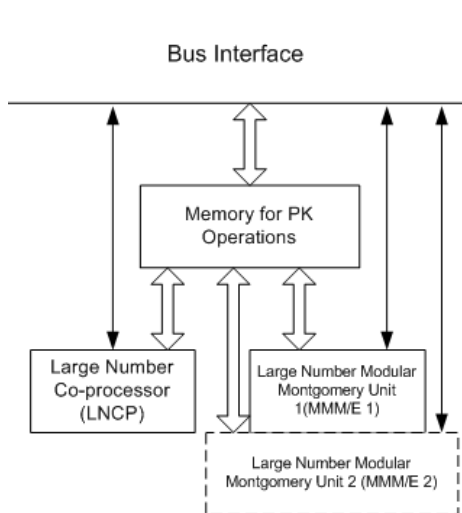 Bus Interface
Memory for PK
Operations
Large Number
Co-processor
(LNCP)
Large Number Modular
Montgomery Unit
1(MMM/E 1)
Large Number Modular
Montgomery Unit 2 (MMM/E 2)